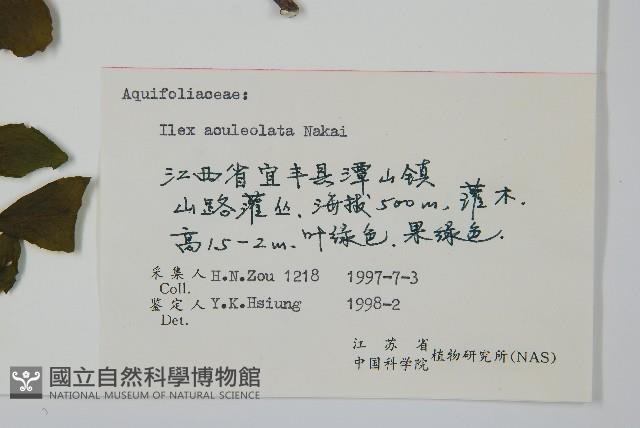 Aquifoliaceae:
Ilex aculeolata Nakai
江西省宜丰县潭山镇
山路灌丛. 海拔500m. 灌木.
高1.5-2m. 叶绿色. 果绿色.
采集人 H.N.Zou 1218 1997-7-3
Coll.
鉴定人 Y.K.Hsiung 1998-2
Det.
江苏省
中国科学院 植物研究所(NAS)
國立自然科學博物館
NATIONAL MUSEUM OF NATURAL SCIENCE